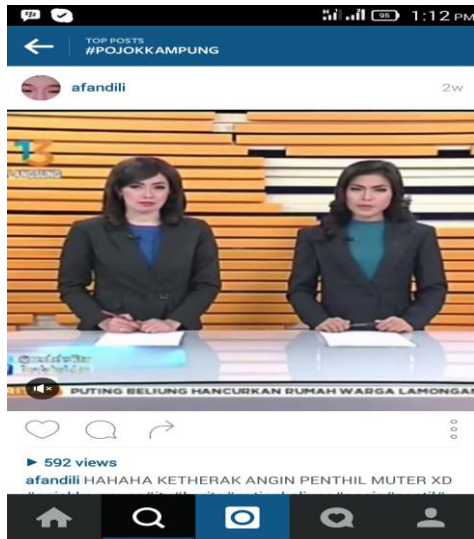 95 1:12 PM
TOP POSTS
#POJOKKAMPUNG
afandili 2w
13
LANGSUNG
PUTING BELIUNG HANCURKAN RUMAH WARGA LAMONGAN
592 views
afandili HAHAHA KETHERAK ANGIN PENTHIL MUTER XD